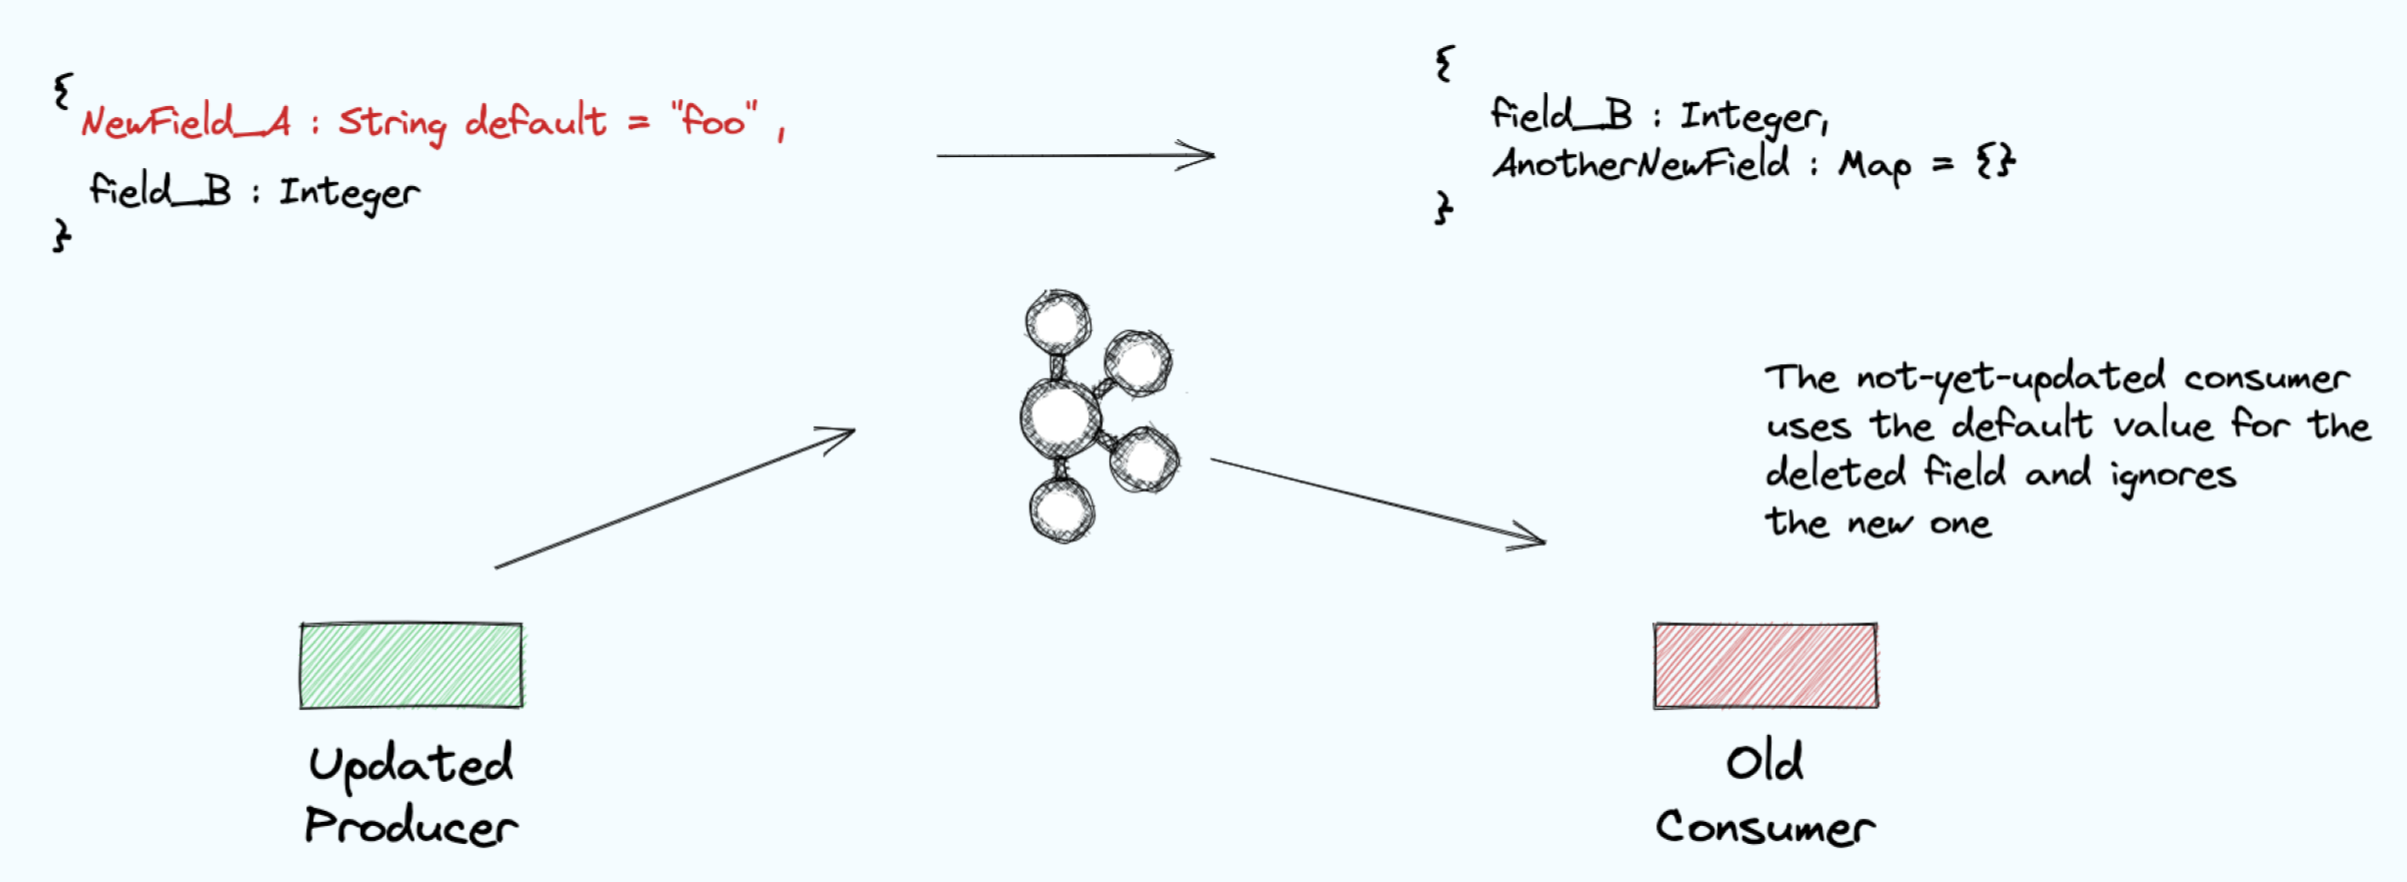 {
NewField_A : String default = "foo" ,
field_B : Integer
}
{
field_B : Integer,
AnotherNewField : Map = {}
}
The not-yet-updated consumer
uses the default value for the
deleted field and ignores
the new one
Updated
Producer
Old
Consumer